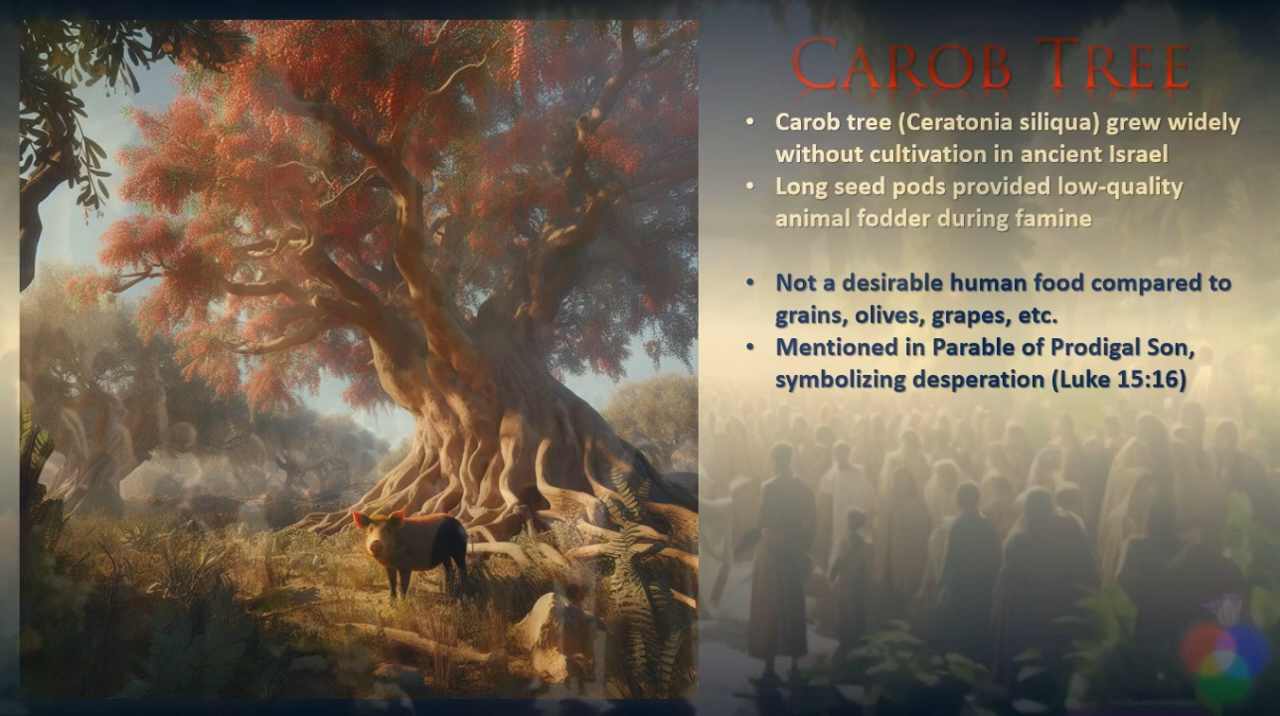 CAROB TREE
• Carob tree (Ceratonia siliqua) grew widely
without cultivation in ancient Israel
• Long seed pods provided low-quality
animal fodder during famine
• Not a desirable human food compared to
grains, olives, grapes, etc.
• Mentioned in Parable of Prodigal Son,
symbolizing desperation (Luke 15:16)